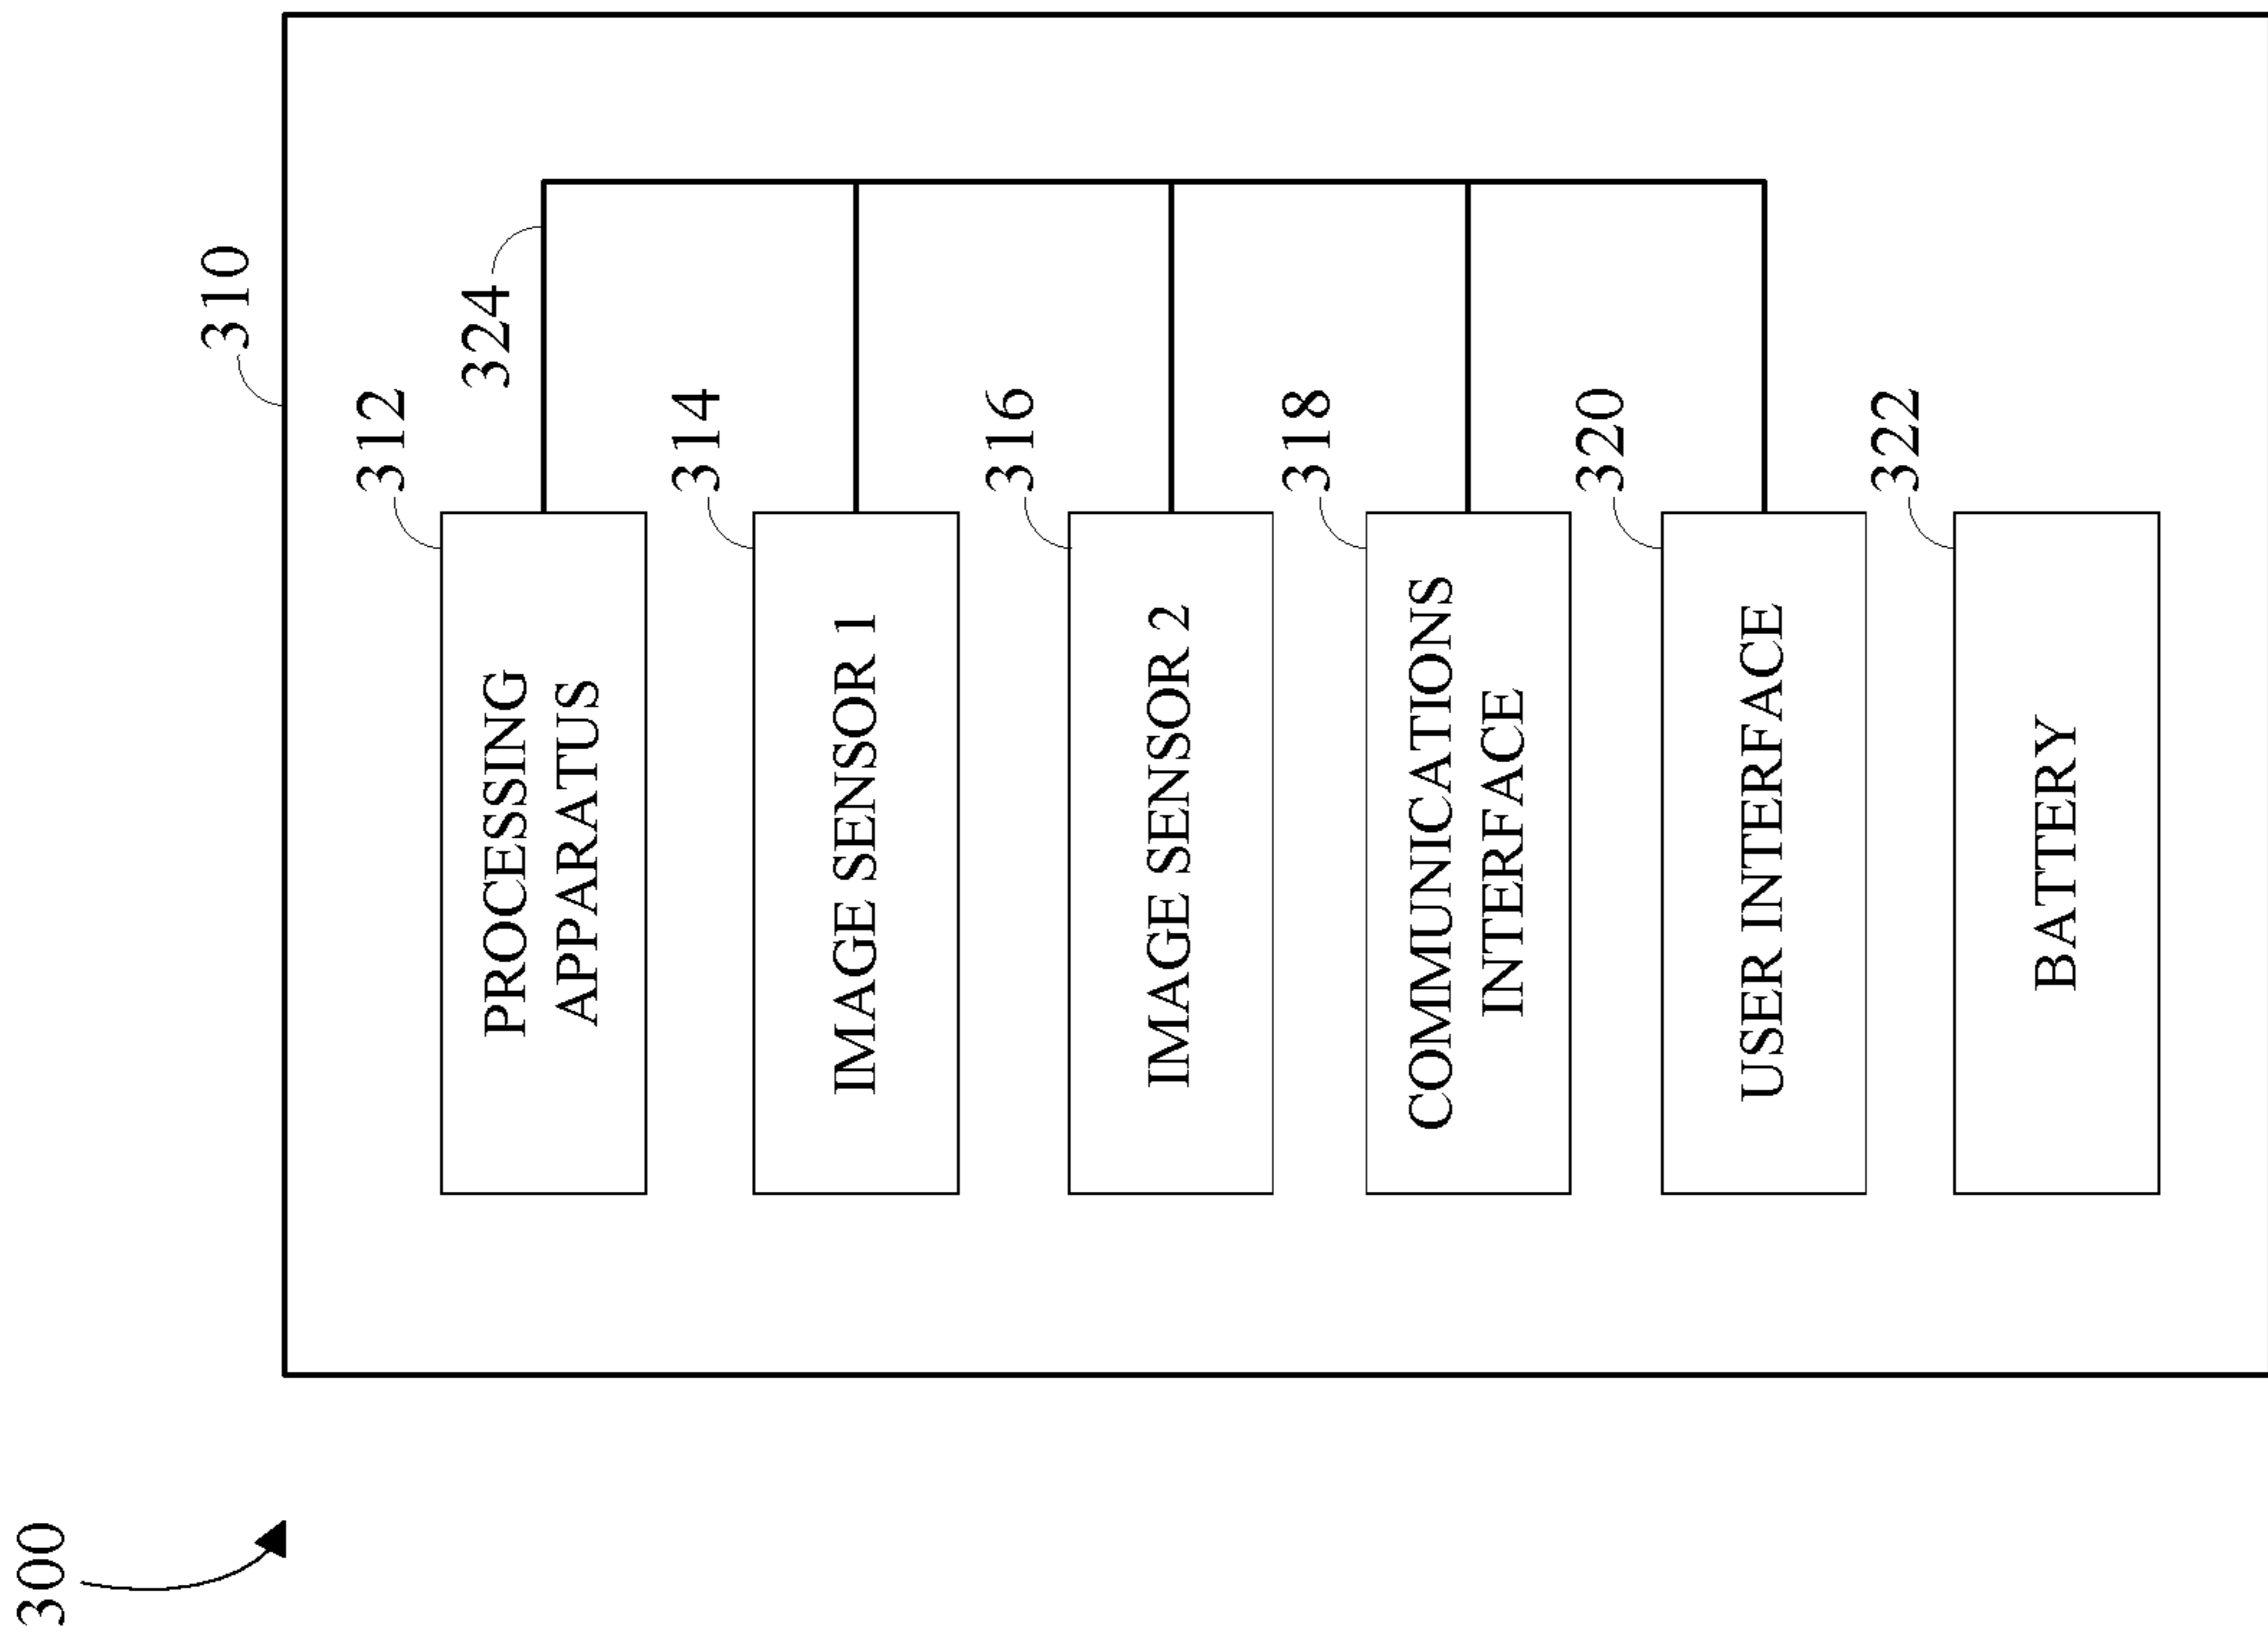 300
310
324
312
PROCESSING
APPARATUS
314
IMAGE SENSOR 1
316
IMAGE SENSOR 2
318
COMMUNICATIONS
INTERFACE
320
USER INTERFACE
322
BATTERY